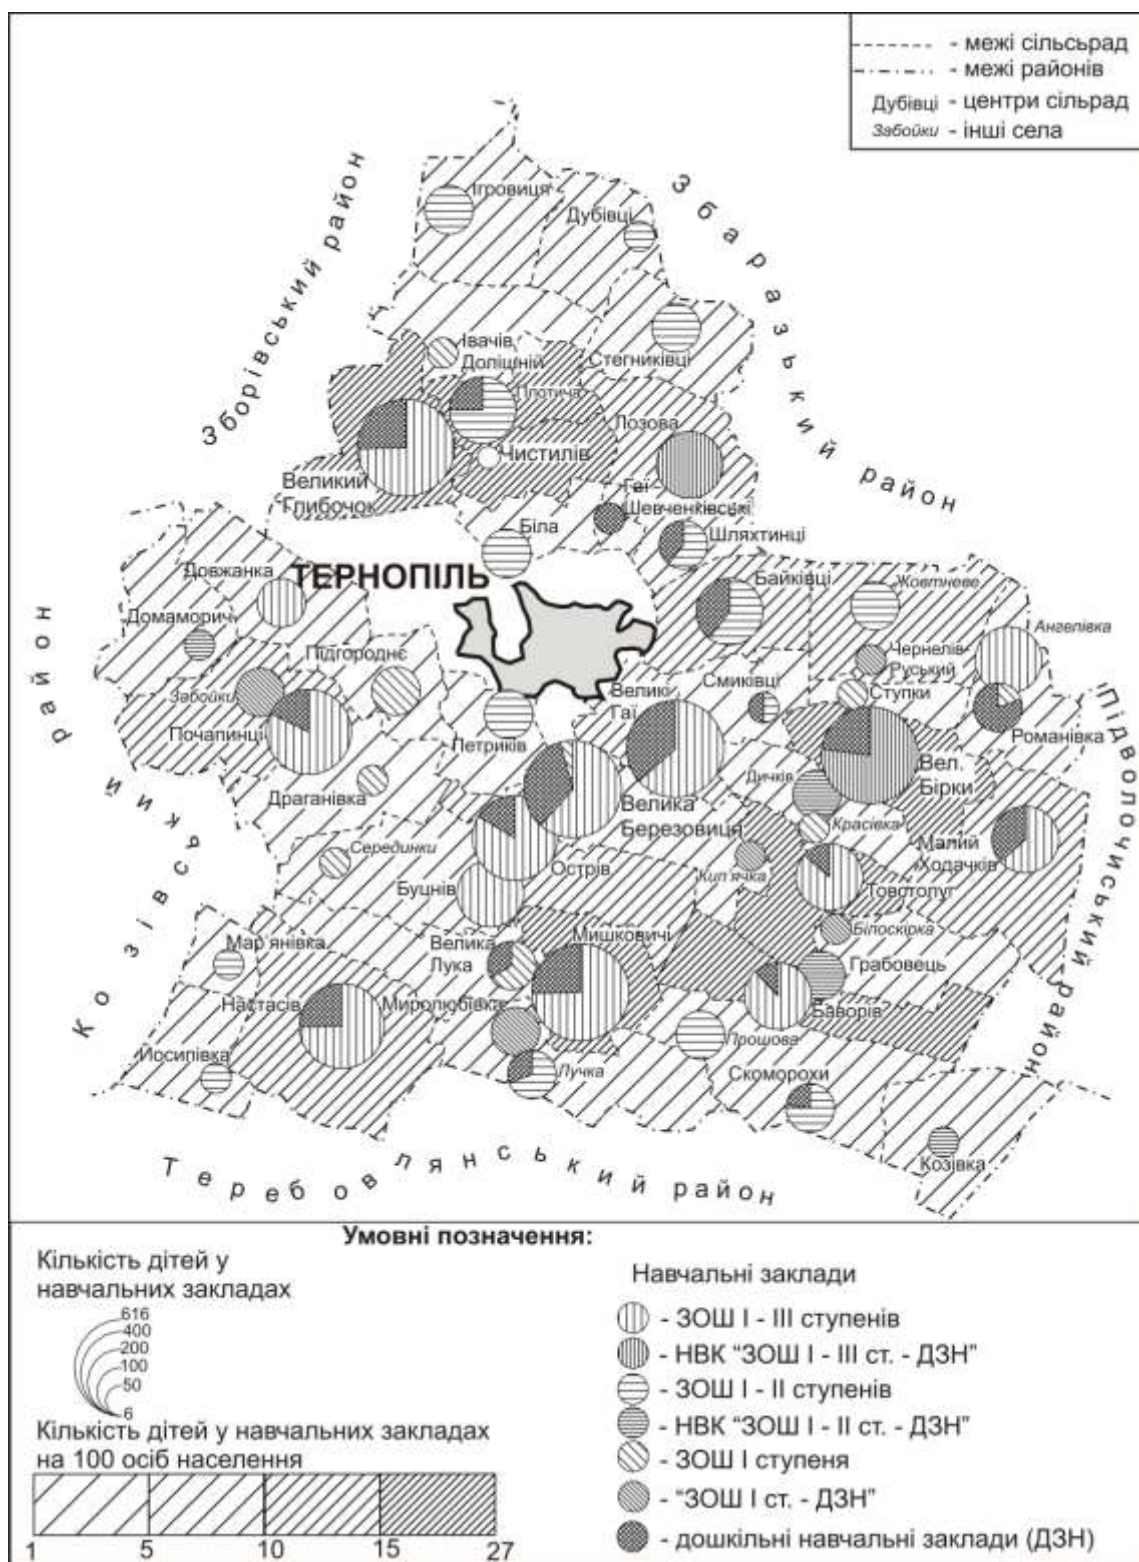 - межі сільсьрад
- межі районів
Дубівці - центри сільрад
Забойки - інші села
Зборівський район
Збаразький район
Ігровиця
Дубівці
Івачів
Долішній
Стегниківці
Плотича
Лозова
Чистилів
Великий
Глибочок
Гаї
Шевченківські
Біла
Шляхтинці
ТЕРНОПІЛЬ
Довжанка
Байківці
Жовтневе
Домаморич
Ангелівка
Підгороднє
Чернелів
Руський
Забойки
Великі
Гаї
Смиківці
Ступки
Почапинці
Петриків
Романівка
Вел.
Бірки
Драганівка
Дичків
Велика
Березовиця
Красівка
Малий
Ходачків
Серединки
Острів
Кип'ячка
Товстолуг
Буцнів
Білоскірка
Мар'янівка
Велика
Лука
Мишковичі
Грабовець
Настасів
Миролюбівка
Баворів
Прошова
Йосипівка
Лучка
Скоморохи
Козівка
Козівський район
Підволочиський район
Теребовлянський район
Умовні позначення:
Кількість дітей у
навчальних закладах
616
400
200
100
50
6
Кількість дітей у навчальних закладах
на 100 осіб населення
1 5 10 15 27
Навчальні заклади
- ЗОШ І - ІІІ ступенів
- НВК “ЗОШ І - ІІІ ст. - ДЗН”
- ЗОШ І - ІІ ступенів
- НВК “ЗОШ І - ІІ ст. - ДЗН”
- ЗОШ І ступеня
- “ЗОШ І ст. - ДЗН”
- дошкільні навчальні заклади (ДЗН)